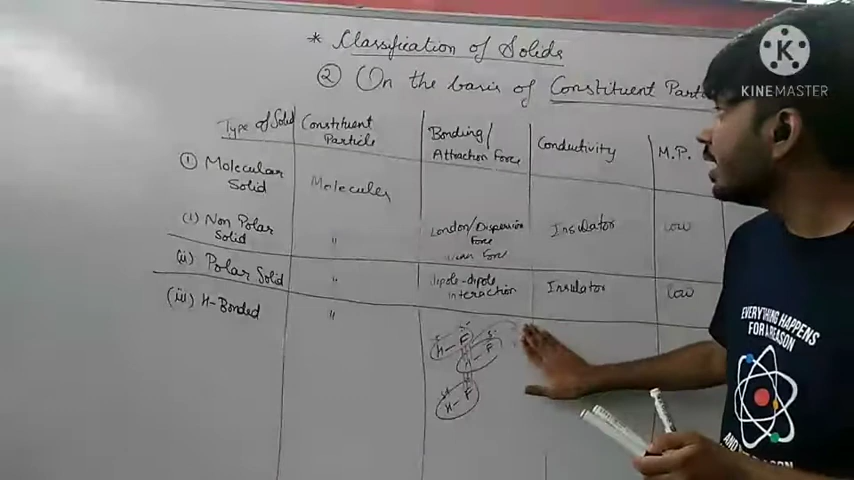 * Classification of Solids
② On the basis of Constituent Part
Type of Solid
Constituent
Particle
Bonding/
Attraction Force
Conductivity
M.P.
① Molecular
Solid
Molecules
(i) Non Polar
Solid
"
London/Dispersion
Force
Insulator
Low
(ii) Polar Solid
"
dipole-dipole
interaction
Insulator
Low
(iii) H-Bonded
"
H - F
F
H
H - F
KINEMASTER
EVERYTHING HAPPENS
FOR A REASON